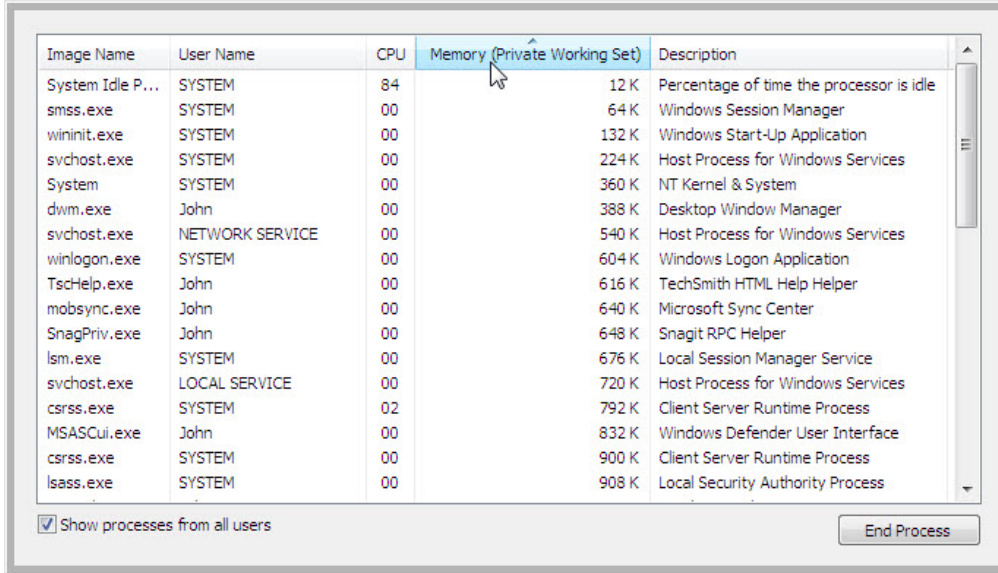 Image Name User Name CPU Memory (Private Working Set) Description
System Idle P... SYSTEM 84 12 K Percentage of time the processor is idle
smss.exe SYSTEM 00 64 K Windows Session Manager
wininit.exe SYSTEM 00 132 K Windows Start-Up Application
svchost.exe SYSTEM 00 224 K Host Process for Windows Services
System SYSTEM 00 360 K NT Kernel & System
dwm.exe John 00 388 K Desktop Window Manager
svchost.exe NETWORK SERVICE 00 540 K Host Process for Windows Services
winlogon.exe SYSTEM 00 604 K Windows Logon Application
TscHelp.exe John 00 616 K TechSmith HTML Help Helper
mobsync.exe John 00 640 K Microsoft Sync Center
SnagPriv.exe John 00 648 K Snagit RPC Helper
lsm.exe SYSTEM 00 676 K Local Session Manager Service
svchost.exe LOCAL SERVICE 00 720 K Host Process for Windows Services
csrss.exe SYSTEM 02 792 K Client Server Runtime Process
MSASCui.exe John 00 832 K Windows Defender User Interface
csrss.exe SYSTEM 00 900 K Client Server Runtime Process
lsass.exe SYSTEM 00 908 K Local Security Authority Process
Show processes from all users
End Process